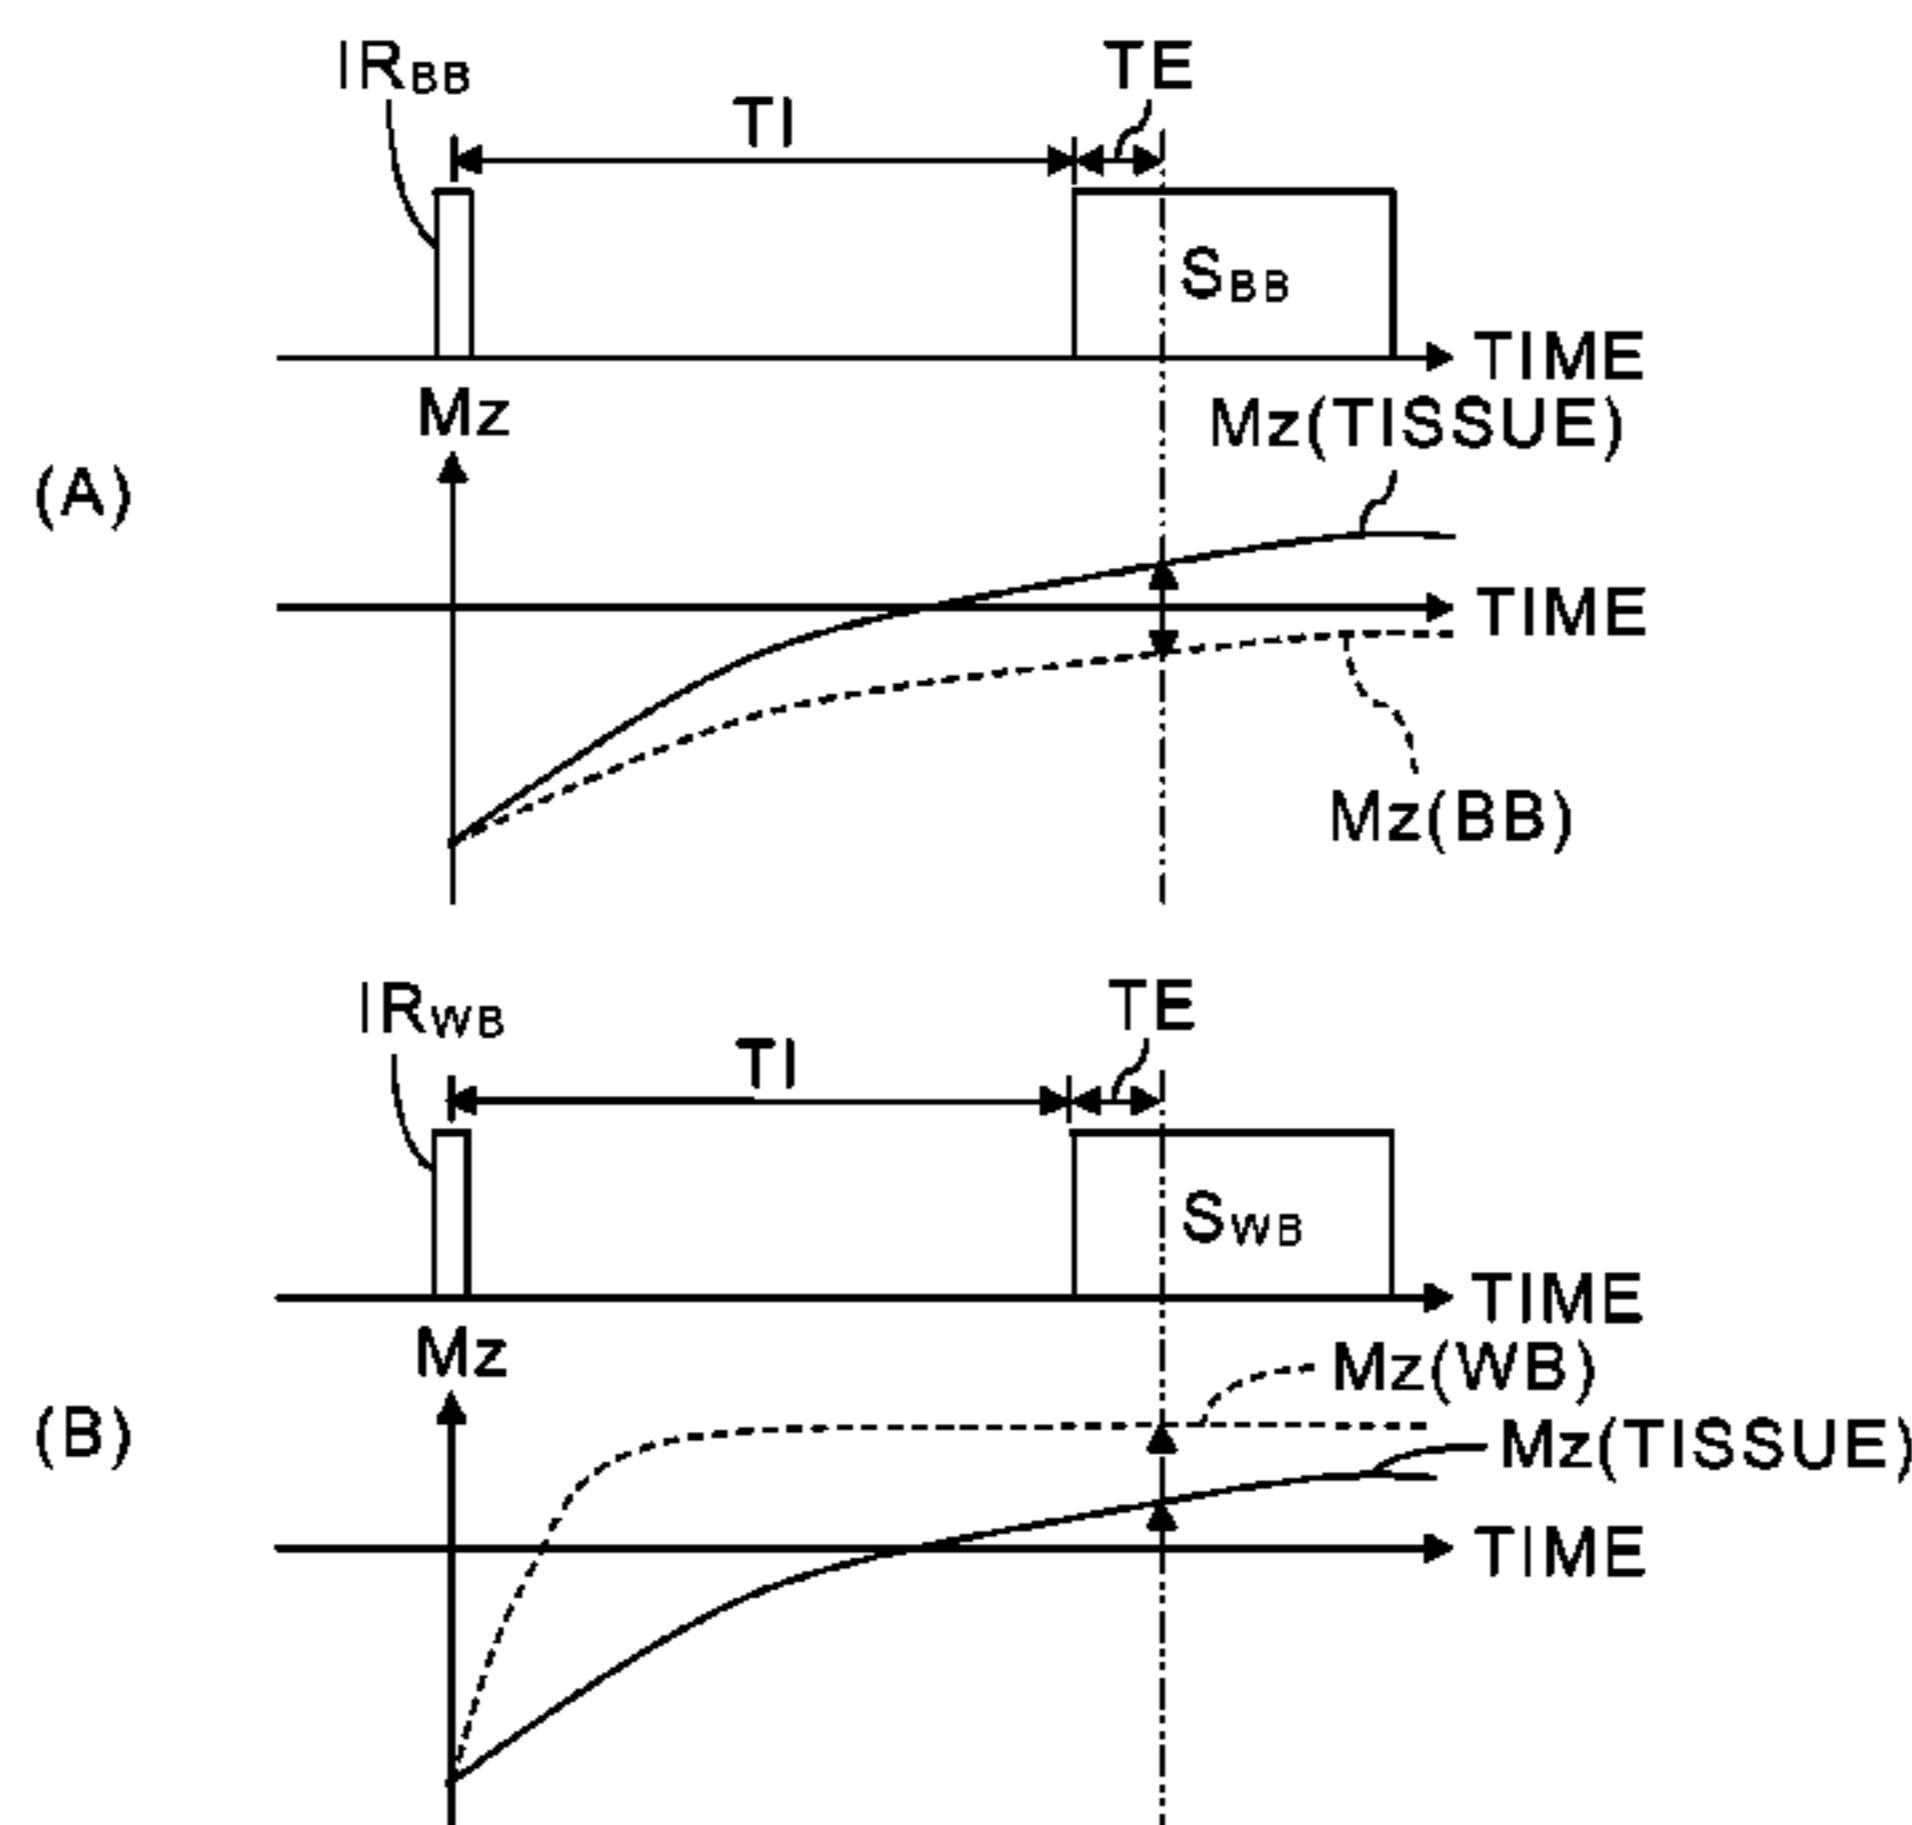 IRBB
TI
TE
SBB
TIME
Mz
Mz(TISSUE)
(A)
TIME
Mz(BB)
IRWB
TI
TE
SWB
TIME
Mz
Mz(WB)
(B)
Mz(TISSUE)
TIME